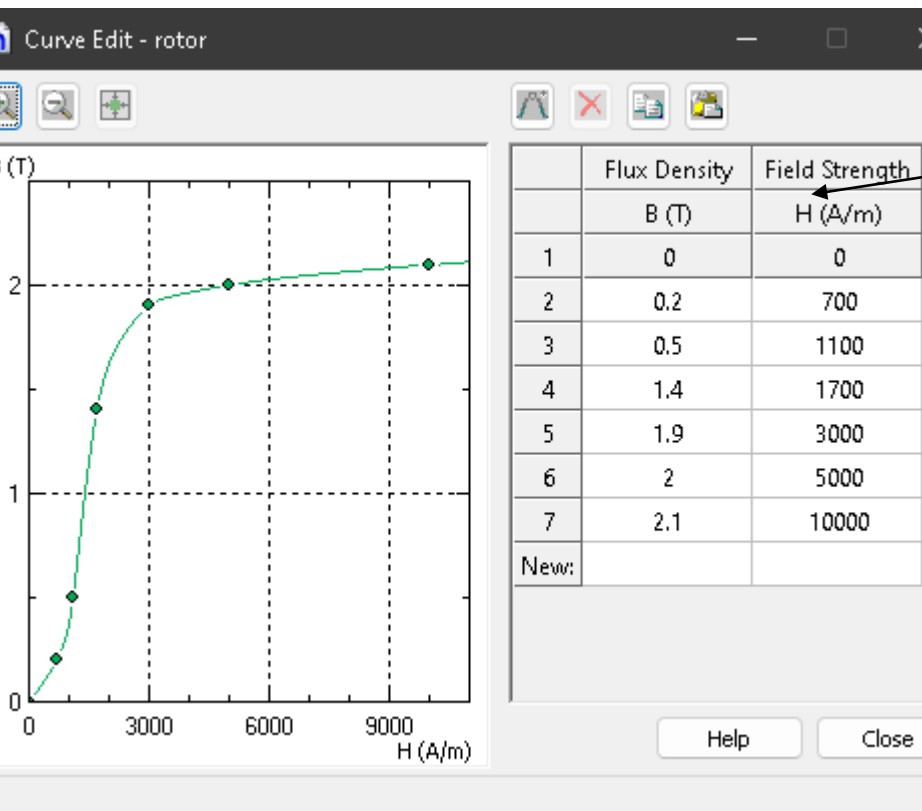 Curve Edit - rotor
B (T)
2
1
0
0 3000 6000 9000
H (A/m)
Flux Density Field Strength
B (T) H (A/m)
1 0 0
2 0.2 700
3 0.5 1100
4 1.4 1700
5 1.9 3000
6 2 5000
7 2.1 10000
New:
Help Close